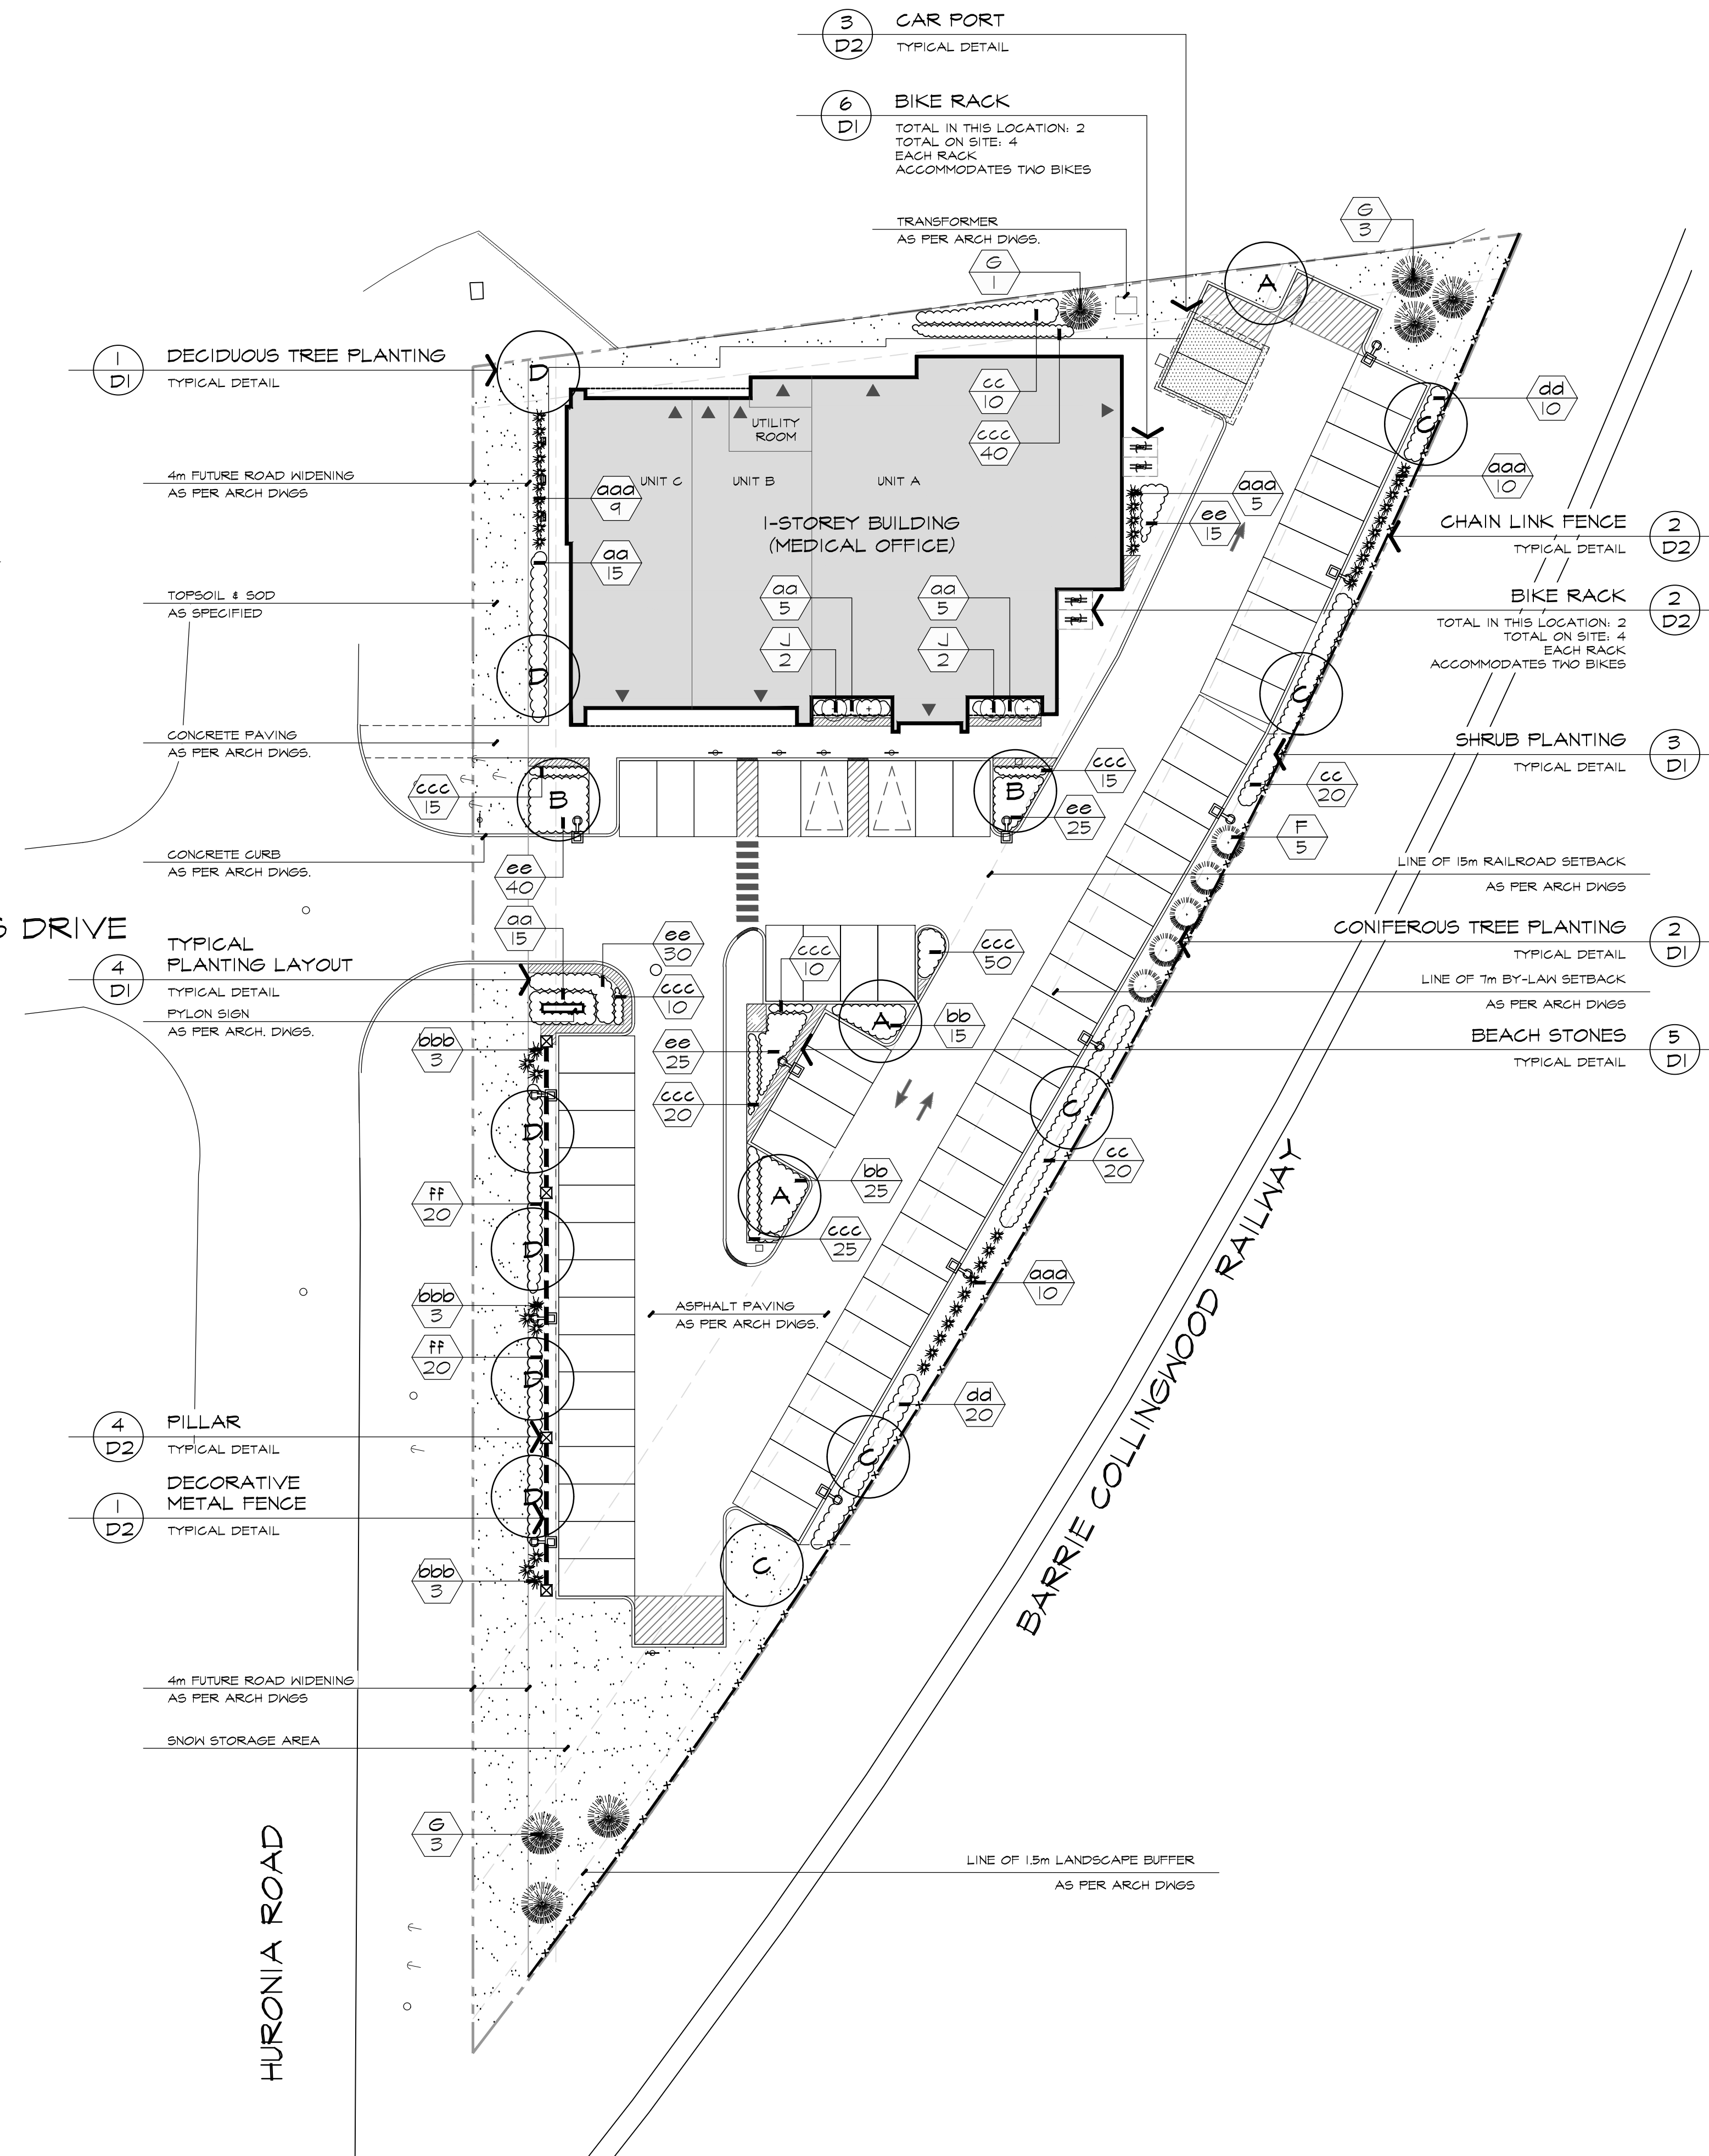 3
D2
CAR PORT
TYPICAL DETAIL
6
D1
BIKE RACK
TOTAL IN THIS LOCATION: 2
TOTAL ON SITE: 4
EACH RACK
ACCOMMODATES TWO BIKES
TRANSFORMER
AS PER ARCH DWGS.
G
3
G
1
A
1
D1
DECIDUOUS TREE PLANTING
TYPICAL DETAIL
D
cc
10
ccc
40
dd
10
C
UTILITY
ROOM
4m FUTURE ROAD WIDENING
AS PER ARCH DWGS
UNIT C
UNIT B
UNIT A
aaa
9
aaa
5
aaa
10
ee
15
1-STOREY BUILDING
(MEDICAL OFFICE)
CHAIN LINK FENCE
TYPICAL DETAIL
2
D2
aa
15
aa
5
aa
5
TOPSOIL & SOD
AS SPECIFIED
BIKE RACK
TOTAL IN THIS LOCATION: 2
TOTAL ON SITE: 4
EACH RACK
ACCOMMODATES TWO BIKES
2
D2
J
2
J
2
D
C
CONCRETE PAVING
AS PER ARCH DWGS.
SHRUB PLANTING
TYPICAL DETAIL
3
D1
ccc
15
B
B
ccc
15
cc
20
ee
25
F
5
CONCRETE CURB
AS PER ARCH DWGS.
ee
40
LINE OF 15m RAILROAD SETBACK
AS PER ARCH DWGS
S DRIVE
aa
15
ee
30
ccc
10
ccc
50
CONIFEROUS TREE PLANTING
TYPICAL DETAIL
2
D1
4
D1
TYPICAL
PLANTING LAYOUT
TYPICAL DETAIL
PYLON SIGN
AS PER ARCH. DWGS.
ccc
10
LINE OF 7m BY-LAW SETBACK
AS PER ARCH DWGS
A
bb
15
bbb
3
ee
25
BEACH STONES
TYPICAL DETAIL
5
D1
ccc
20
D
C
cc
20
ff
20
A
bb
25
D
ccc
25
aaa
10
bbb
3
ASPHALT PAVING
AS PER ARCH DWGS.
ff
20
D
dd
20
4
D2
PILLAR
TYPICAL DETAIL
C
1
D2
DECORATIVE
METAL FENCE
TYPICAL DETAIL
D
C
bbb
3
BARRIE COLLINGWOOD RAILWAY
4m FUTURE ROAD WIDENING
AS PER ARCH DWGS
SNOW STORAGE AREA
G
3
LINE OF 1.5m LANDSCAPE BUFFER
AS PER ARCH DWGS
HURONIA ROAD